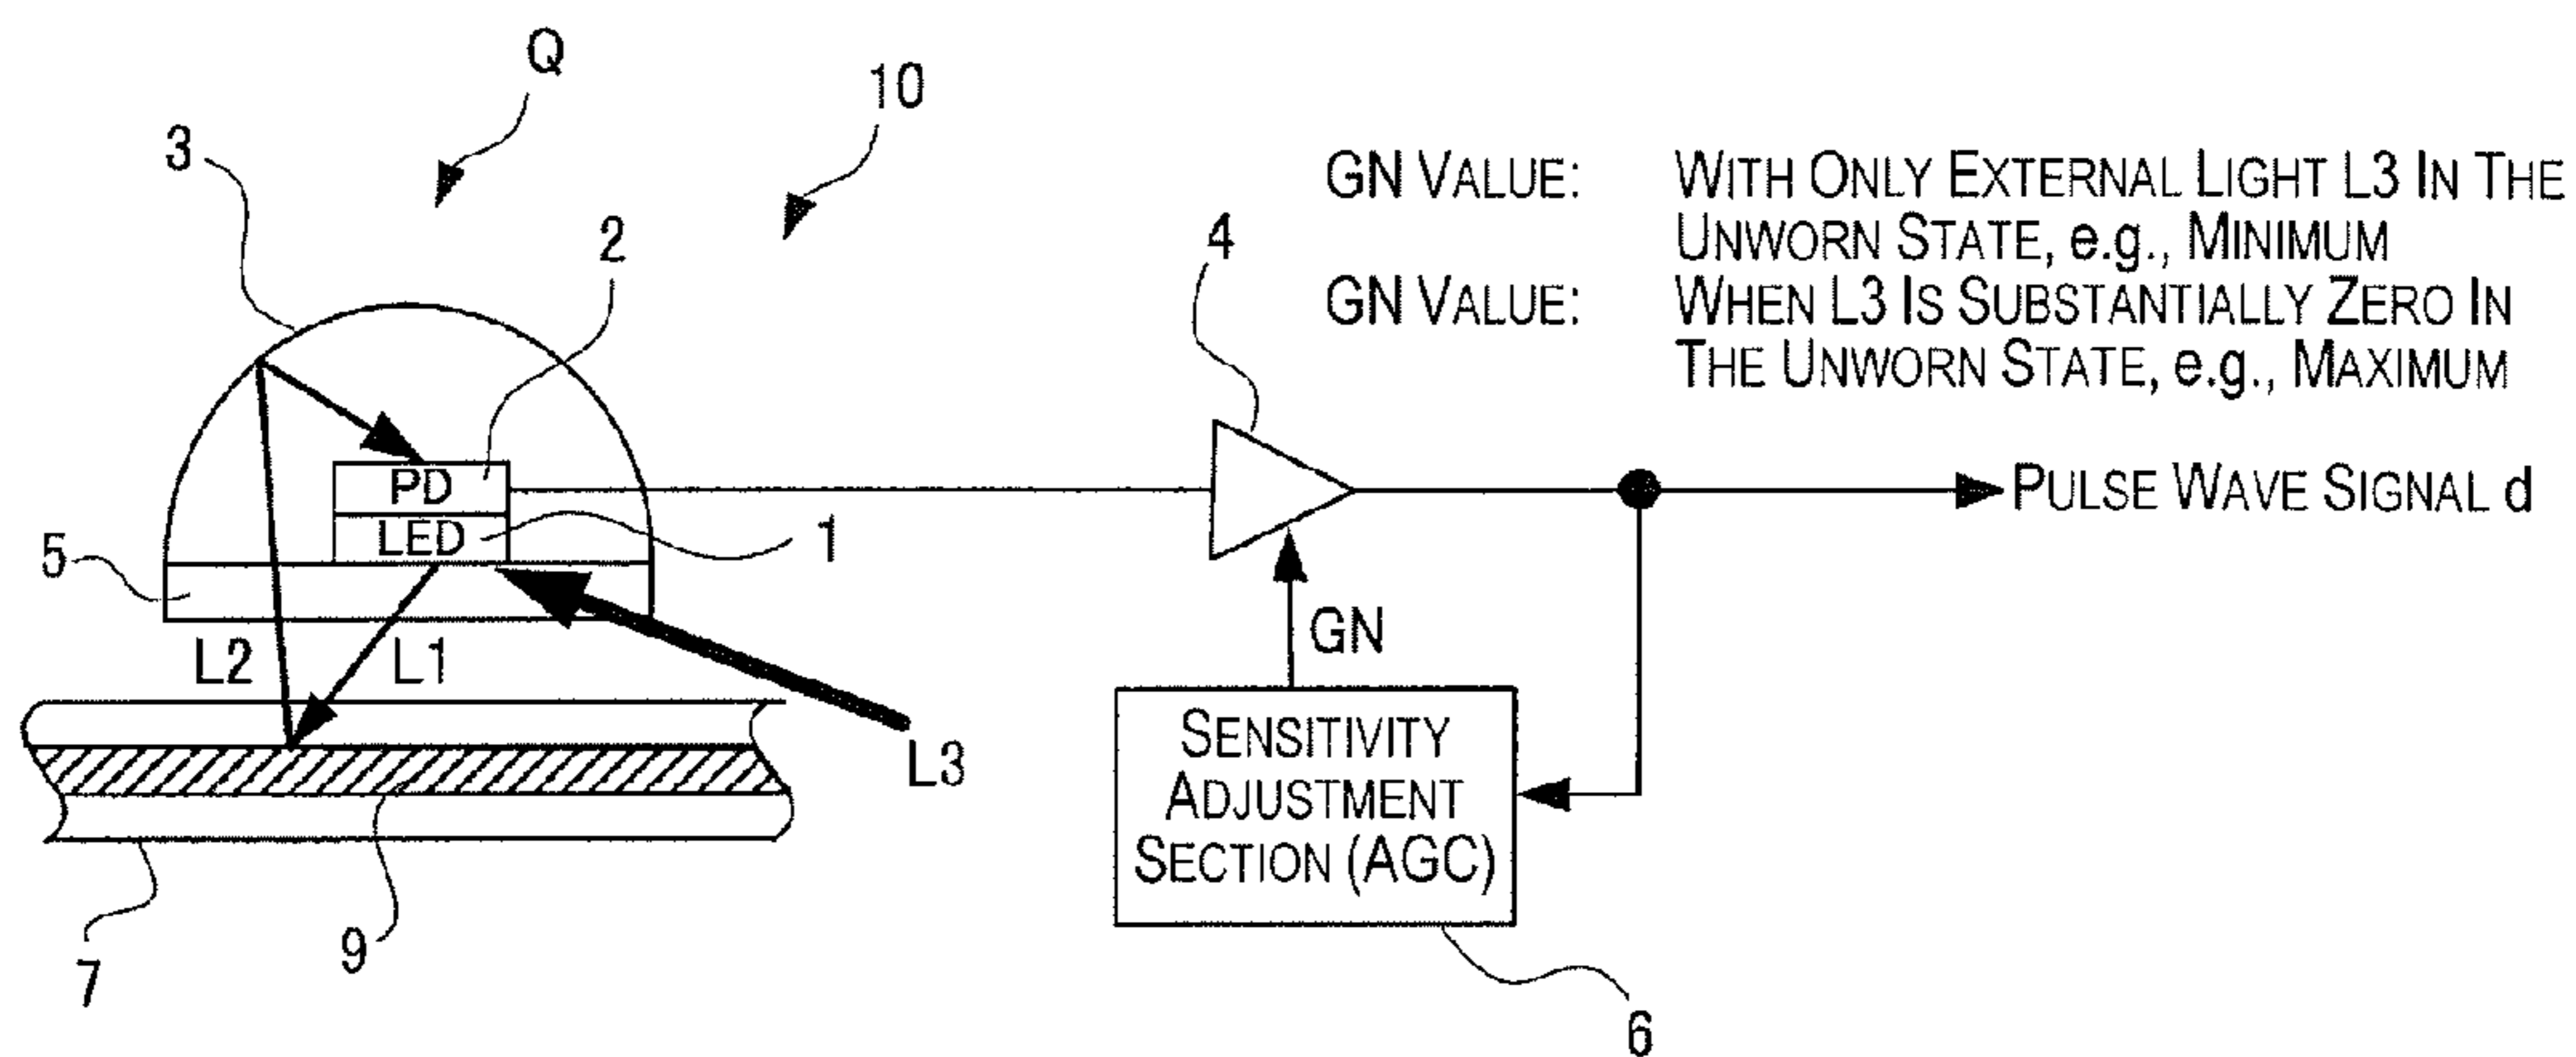 Q
10
3
2
4
GN VALUE: WITH ONLY EXTERNAL LIGHT L3 IN THE
UNWORN STATE, e.g., MINIMUM
GN VALUE: WHEN L3 IS SUBSTANTIALLY ZERO IN
THE UNWORN STATE, e.g., MAXIMUM
PD
LED
1
5
PULSE WAVE SIGNAL d
L2
L1
GN
L3
SENSITIVITY
ADJUSTMENT
SECTION (AGC)
9
7
6